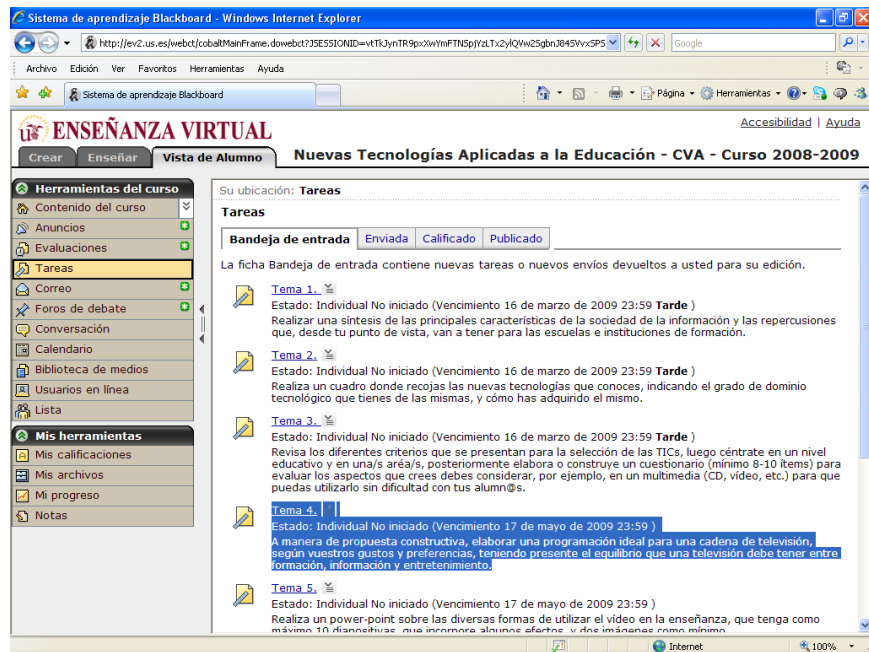 Sistema de aprendizaje Blackboard - Windows Internet Explorer
http://ev2.us.es/webct/cobaltMainFrame.dowebct?JSESSIONID=
Google
Archivo Edición Ver Favoritos Herramientas Ayuda
Sistema de aprendizaje Blackboard
Página Herramientas
ENSEÑANZA VIRTUAL
Accesibilidad | Ayuda
Crear Enseñar Vista de Alumno
Nuevas Tecnologías Aplicadas a la Educación - CVA - Curso 2008-2009
Herramientas del curso
Contenido del curso
Anuncios
Evaluaciones
Tareas
Correo
Foros de debate
Conversación
Calendario
Biblioteca de medios
Usuarios en línea
Lista
Mis herramientas
Mis calificaciones
Mis archivos
Mi progreso
Notas
Su ubicación: Tareas
Tareas
Bandeja de entrada Enviada Calificado Publicado
La ficha Bandeja de entrada contiene nuevas tareas o nuevos envíos devueltos a usted para su edición.
Tema 1.
Estado: Individual No iniciado (Vencimiento 16 de marzo de 2009 23:59 Tarde )
Realizar una síntesis de las principales características de la sociedad de la información y las repercusiones
que, desde tu punto de vista, van a tener para las escuelas e instituciones de formación.
Tema 2.
Estado: Individual No iniciado (Vencimiento 16 de marzo de 2009 23:59 Tarde )
Realiza un cuadro donde recojas las nuevas tecnologías que conoces, indicando el grado de dominio
tecnológico que tienes de las mismas, y cómo has adquirido el mismo.
Tema 3.
Estado: Individual No iniciado (Vencimiento 16 de marzo de 2009 23:59 Tarde )
Revisa los diferentes criterios que se presentan para la selección de las TICs, luego céntrate en un nivel
educativo y en una/s aréa/s, posteriormente elabora o construye un cuestionario (mínimo 8-10 ítems) para
evaluar los aspectos que crees debes considerar, por ejemplo, en un multimedia (CD, vídeo, etc.) para que
puedas utilizarlo sin dificultad con tus alumn@s.
Tema 4.
Estado: Individual No iniciado (Vencimiento 17 de mayo de 2009 23:59 )
A manera de propuesta constructiva, elaborar una programación ideal para una cadena de televisión,
según vuestros gustos y preferencias, teniendo presente el equilibrio que una televisión debe tener entre
formación, información y entretenimiento.
Tema 5.
Estado: Individual No iniciado (Vencimiento 17 de mayo de 2009 23:59 )
Realiza un power-point sobre las diversas formas de utilizar el vídeo en la enseñanza, que tenga como
máximo 10 diapositivas, que incorpore algunos efectos, y dos imágenes como mínimo.
Internet
100%